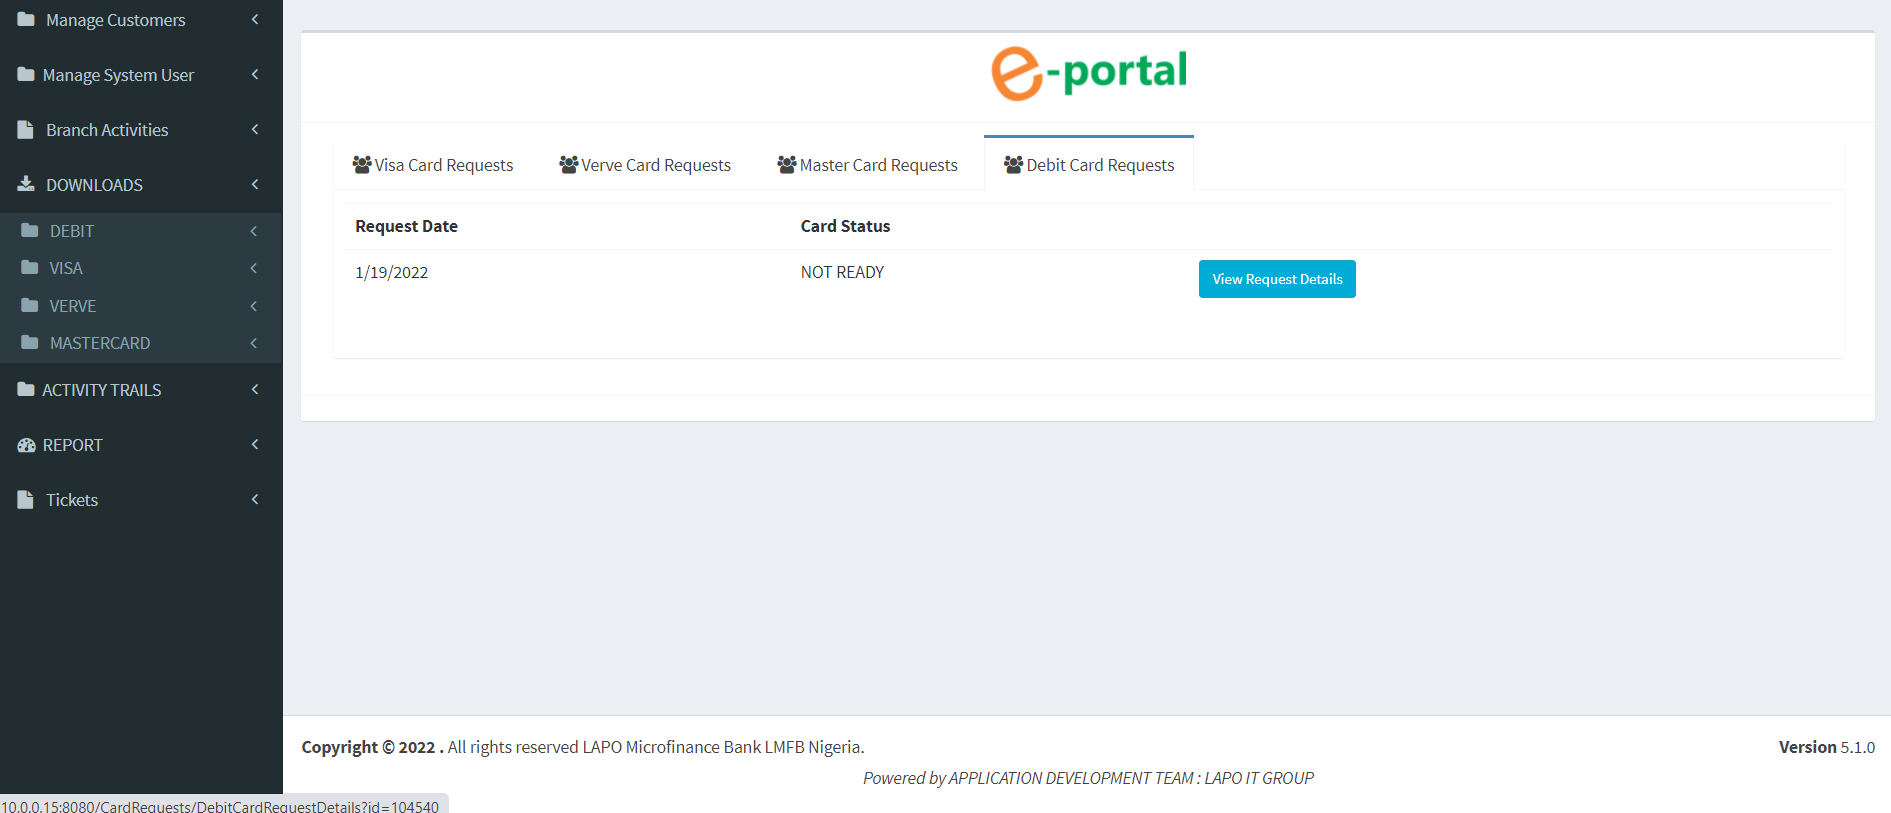 Manage Customers
Manage System User
Branch Activities
DOWNLOADS
DEBIT
VISA
VERVE
MASTERCARD
ACTIVITY TRAILS
REPORT
Tickets
e-portal
Visa Card Requests Verve Card Requests Master Card Requests Debit Card Requests
Request Date Card Status
1/19/2022 NOT READY View Request Details
Copyright © 2022 . All rights reserved LAPO Microfinance Bank LMFB Nigeria. Version 5.1.0
Powered by APPLICATION DEVELOPMENT TEAM : LAPO IT GROUP
10.0.0.15:8080/CardRequests/DebitCardRequestDetails?id=104540